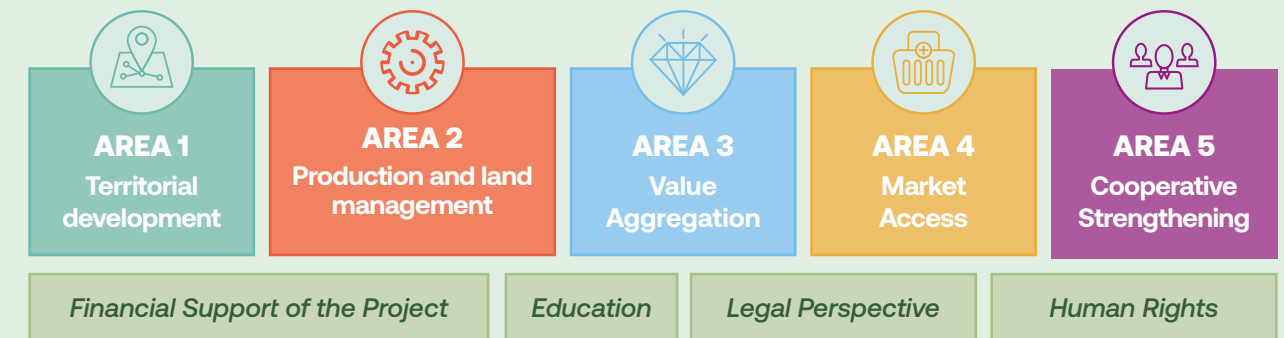 AREA 1
Territorial
development
AREA 2
Production and land
management
AREA 3
Value
Aggregation
AREA 4
Market
Access
AREA 5
Cooperative
Strengthening
Financial Support of the Project
Education
Legal Perspective
Human Rights